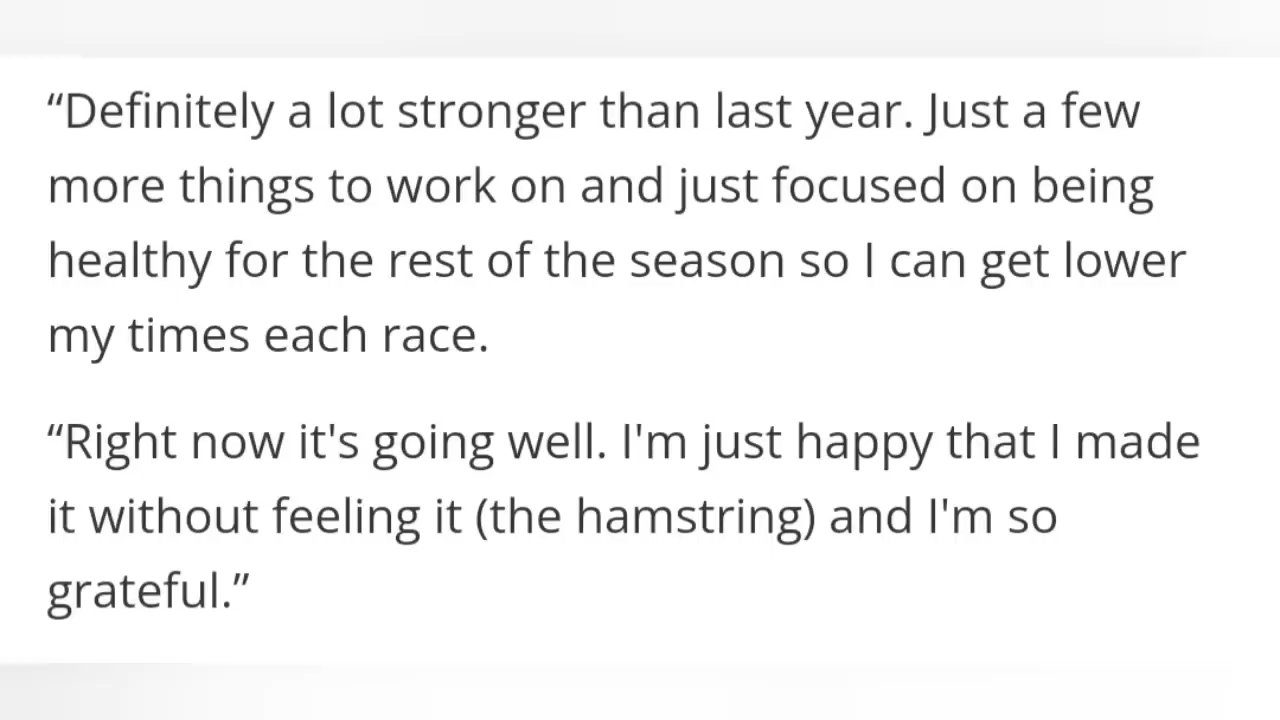 “Definitely a lot stronger than last year. Just a few
more things to work on and just focused on being
healthy for the rest of the season so I can get lower
my times each race.
“Right now it's going well. I'm just happy that I made
it without feeling it (the hamstring) and I'm so
grateful.”